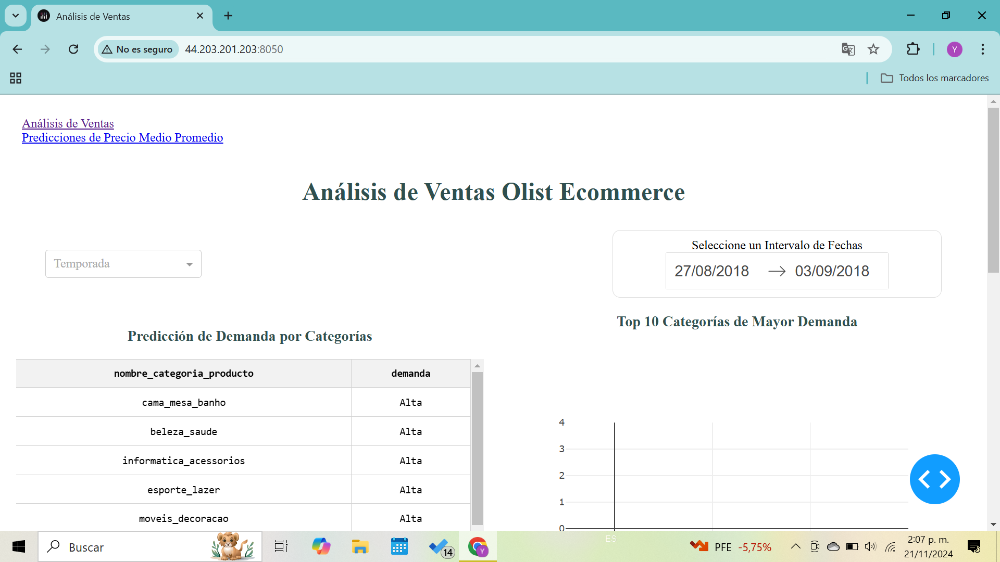 Análisis de Ventas
No es seguro
44.203.201.203:8050
Y
Todos los marcadores
Análisis de Ventas
Predicciones de Precio Medio Promedio
Análisis de Ventas Olist Ecommerce
Temporada
Seleccione un Intervalo de Fechas
27/08/2018 → 03/09/2018
Predicción de Demanda por Categorías
Top 10 Categorías de Mayor Demanda
nombre_categoria_producto demanda
cama_mesa_banho Alta
beleza_saude Alta
informatica_acessorios Alta
esporte_lazer Alta
moveis_decoracao Alta
4
3
2
1
0
ES
Buscar
14
Y
PFE -5,75%
2:07 p. m.
21/11/2024